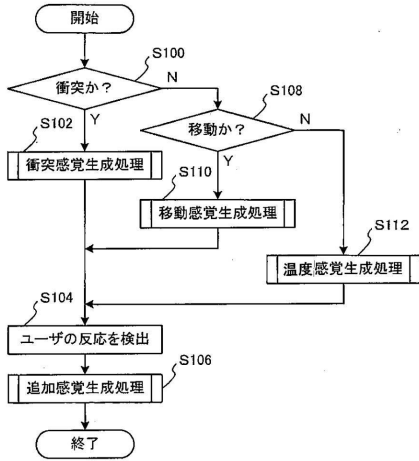 開始
S100
衝突か?
N
S108
Y
移動か?
N
S102
衝突感覚生成処理
Y
S110
移動感覚生成処理
S112
温度感覚生成処理
S104
ユーザの反応を検出
S106
追加感覚生成処理
終了